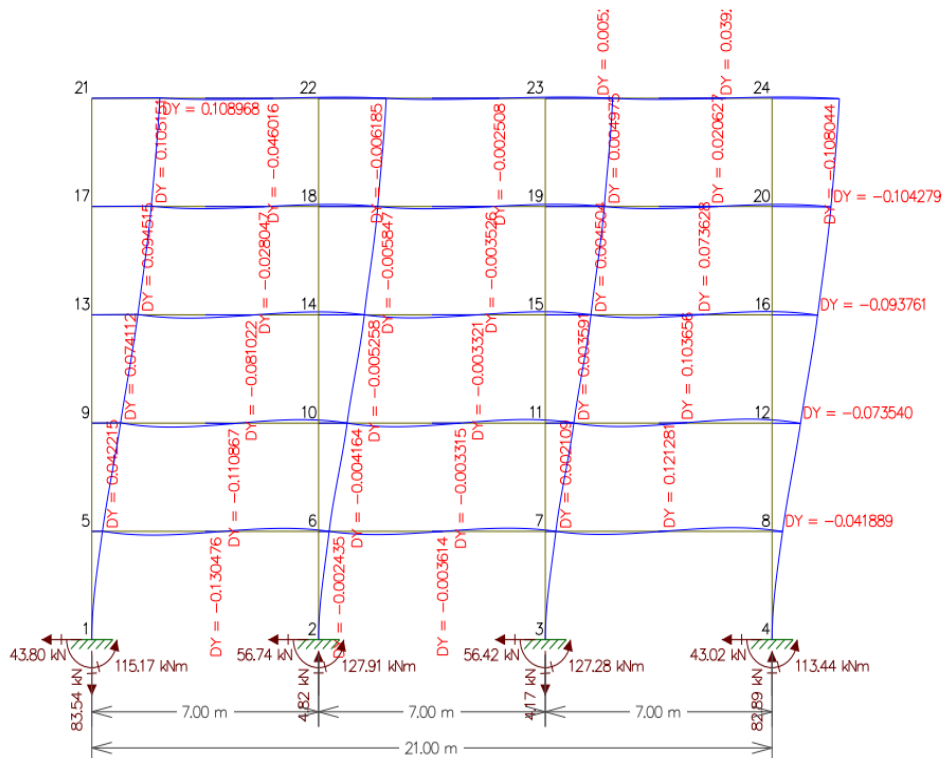 DY = 0.005
DY = 0.039
21
22
23
24
DY = 0.108968
DY = 0.105151
DY = −0.046016
DY = −0.006185
DY = −0.002508
DY = 0.004975
DY = 0.020627
DY = −0.108044
17
18
19
20
DY = −0.104279
DY = 0.094515
DY = −0.028047
DY = −0.005847
DY = −0.003526
DY = 0.004504
DY = 0.073628
13
14
15
16
DY = −0.093761
DY = 0.074112
DY = −0.081022
DY = −0.005258
DY = −0.003321
DY = 0.003591
DY = 0.103656
9
10
11
12
DY = −0.073540
DY = 0.042215
DY = −0.110867
DY = −0.004164
DY = −0.003315
DY = 0.002109
DY = 0.121281
5
6
7
8
DY = −0.041889
DY = −0.130476
DY = −0.002435
DY = −0.003614
1
2
3
4
43.80 kN
115.17 kNm
56.74 kN
127.91 kNm
56.42 kN
127.28 kNm
43.02 kN
113.44 kNm
83.54 kN
4.82 kN
4.17 kN
82.89 kN
7.00 m
7.00 m
7.00 m
21.00 m